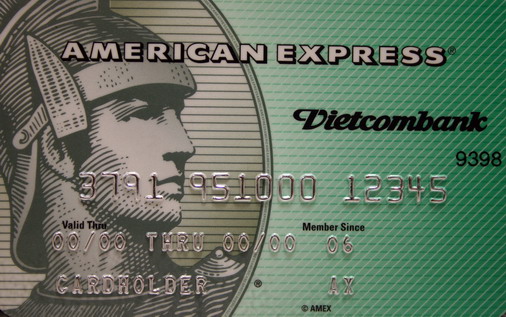 AMERICAN EXPRESS®
Vietcombank
9398
3791 951000 12345
Valid Thru Member Since
00/00 THRU 00/00 06
CARDHOLDER ® AX
© AMEX